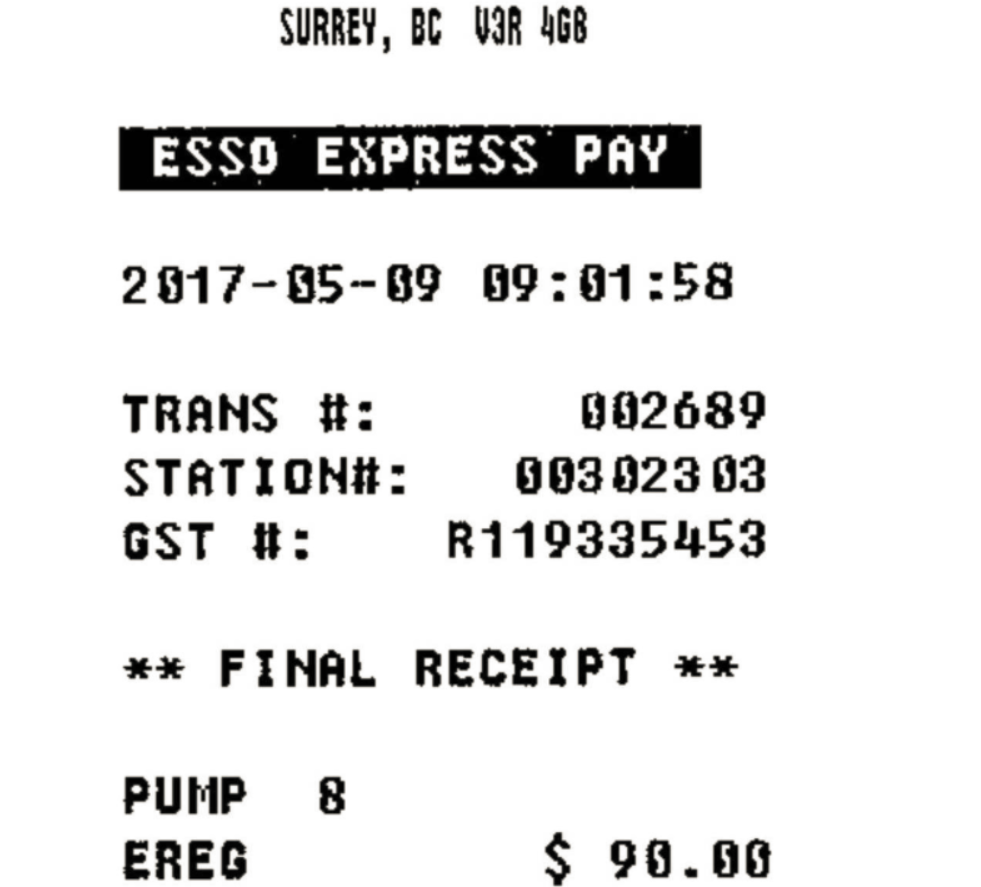 SURREY, BC V3R 4G8
ESSO EXPRESS PAY
2017-05-09 09:01:58
TRANS #: 002689
STATION#: 00302303
GST #: R119335453
** FINAL RECEIPT **
PUMP 8
EREG $ 90.00